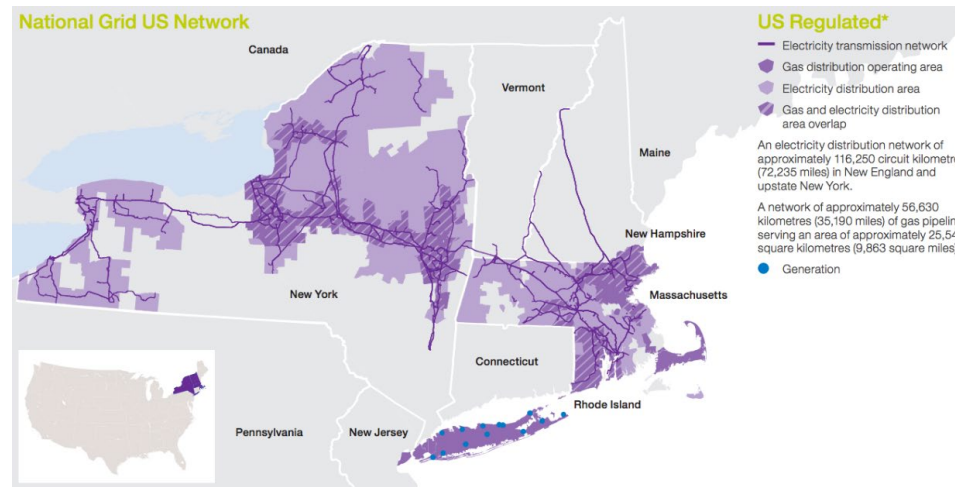 National Grid US Network
US Regulated*
Canada
Electricity transmission network
Gas distribution operating area
Vermont
Electricity distribution area
Gas and electricity distribution
area overlap
Maine
An electricity distribution network of
approximately 116,250 circuit kilometre
(72,235 miles) in New England and
upstate New York.
A network of approximately 56,630
kilometres (35,190 miles) of gas pipelin
serving an area of approximately 25,54
square kilometres (9,863 square miles)
New Hampshire
Generation
New York
Massachusetts
Connecticut
Rhode Island
Pennsylvania
New Jersey